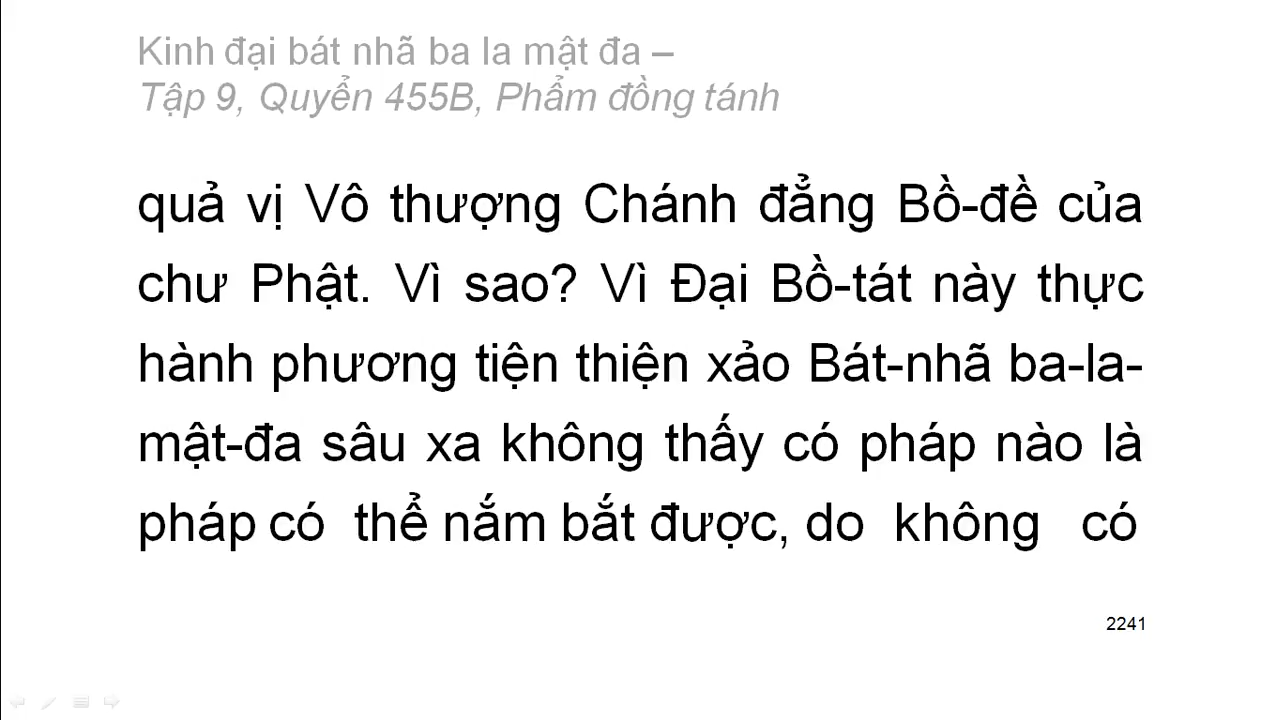 Kinh đại bát nhã ba la mật đa –
Tập 9, Quyển 455B, Phẩm đồng tánh
quả vị Vô thượng Chánh đẳng Bồ-đề của
chư Phật. Vì sao? Vì Đại Bồ-tát này thực
hành phương tiện thiện xảo Bát-nhã ba-la-
mật-đa sâu xa không thấy có pháp nào là
pháp có thể nắm bắt được, do không có
2241